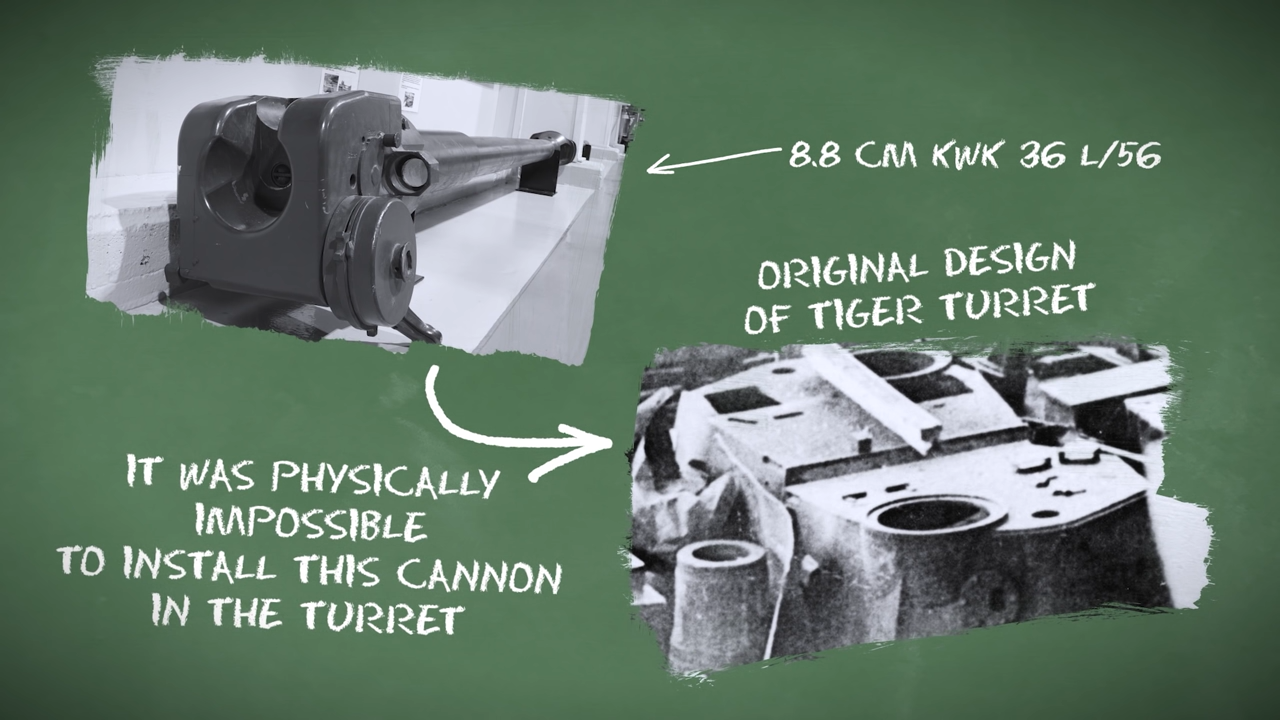 8.8 CM KWK 36 L/56
ORIGINAL DESIGN
OF TIGER TURRET
IT WAS PHYSICALLY
IMPOSSIBLE
TO INSTALL THIS CANNON
IN THE TURRET